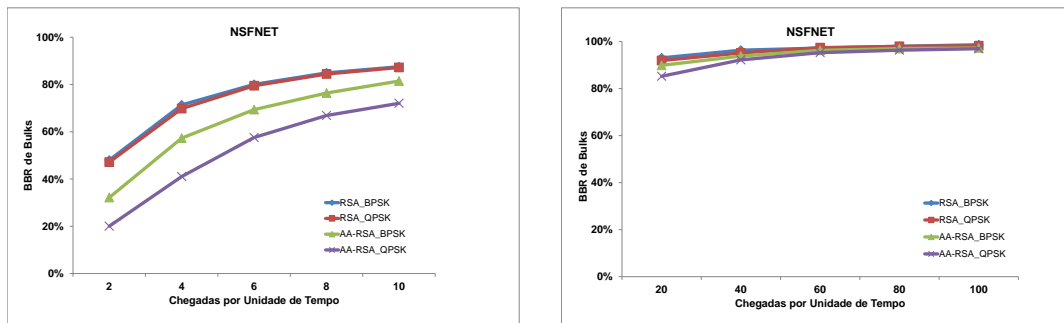 NSFNET
100%
80%
60%
40%
20%
0%
BBR de Bulks
RSA_BPSK
RSA_QPSK
AA-RSA_BPSK
AA-RSA_QPSK
2 4 6 8 10
Chegadas por Unidade de Tempo
NSFNET
100%
80%
60%
40%
20%
0%
BBR de Bulks
RSA_BPSK
RSA_QPSK
AA-RSA_BPSK
AA-RSA_QPSK
20 40 60 80 100
Chegadas por Unidade de Tempo